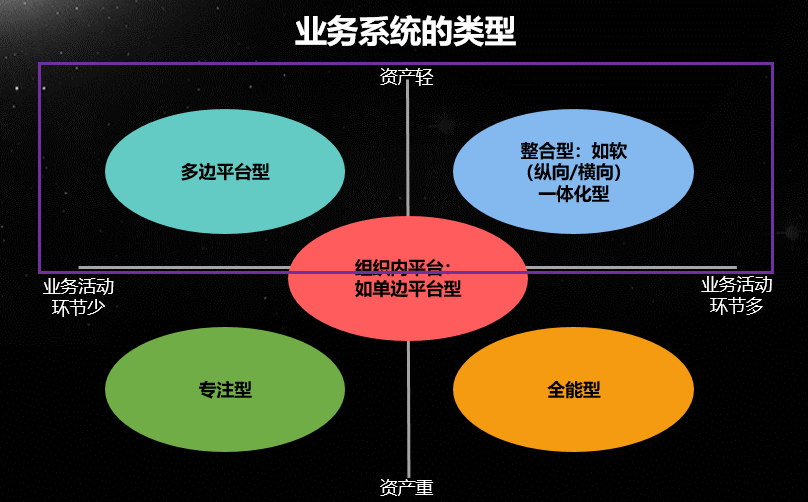 业务系统的类型
资产轻
多边平台型
整合型：如软
（纵向/横向）
一体化型
组织内平台：
如单边平台型
业务活动
环节少
业务活动
环节多
专注型
全能型
资产重